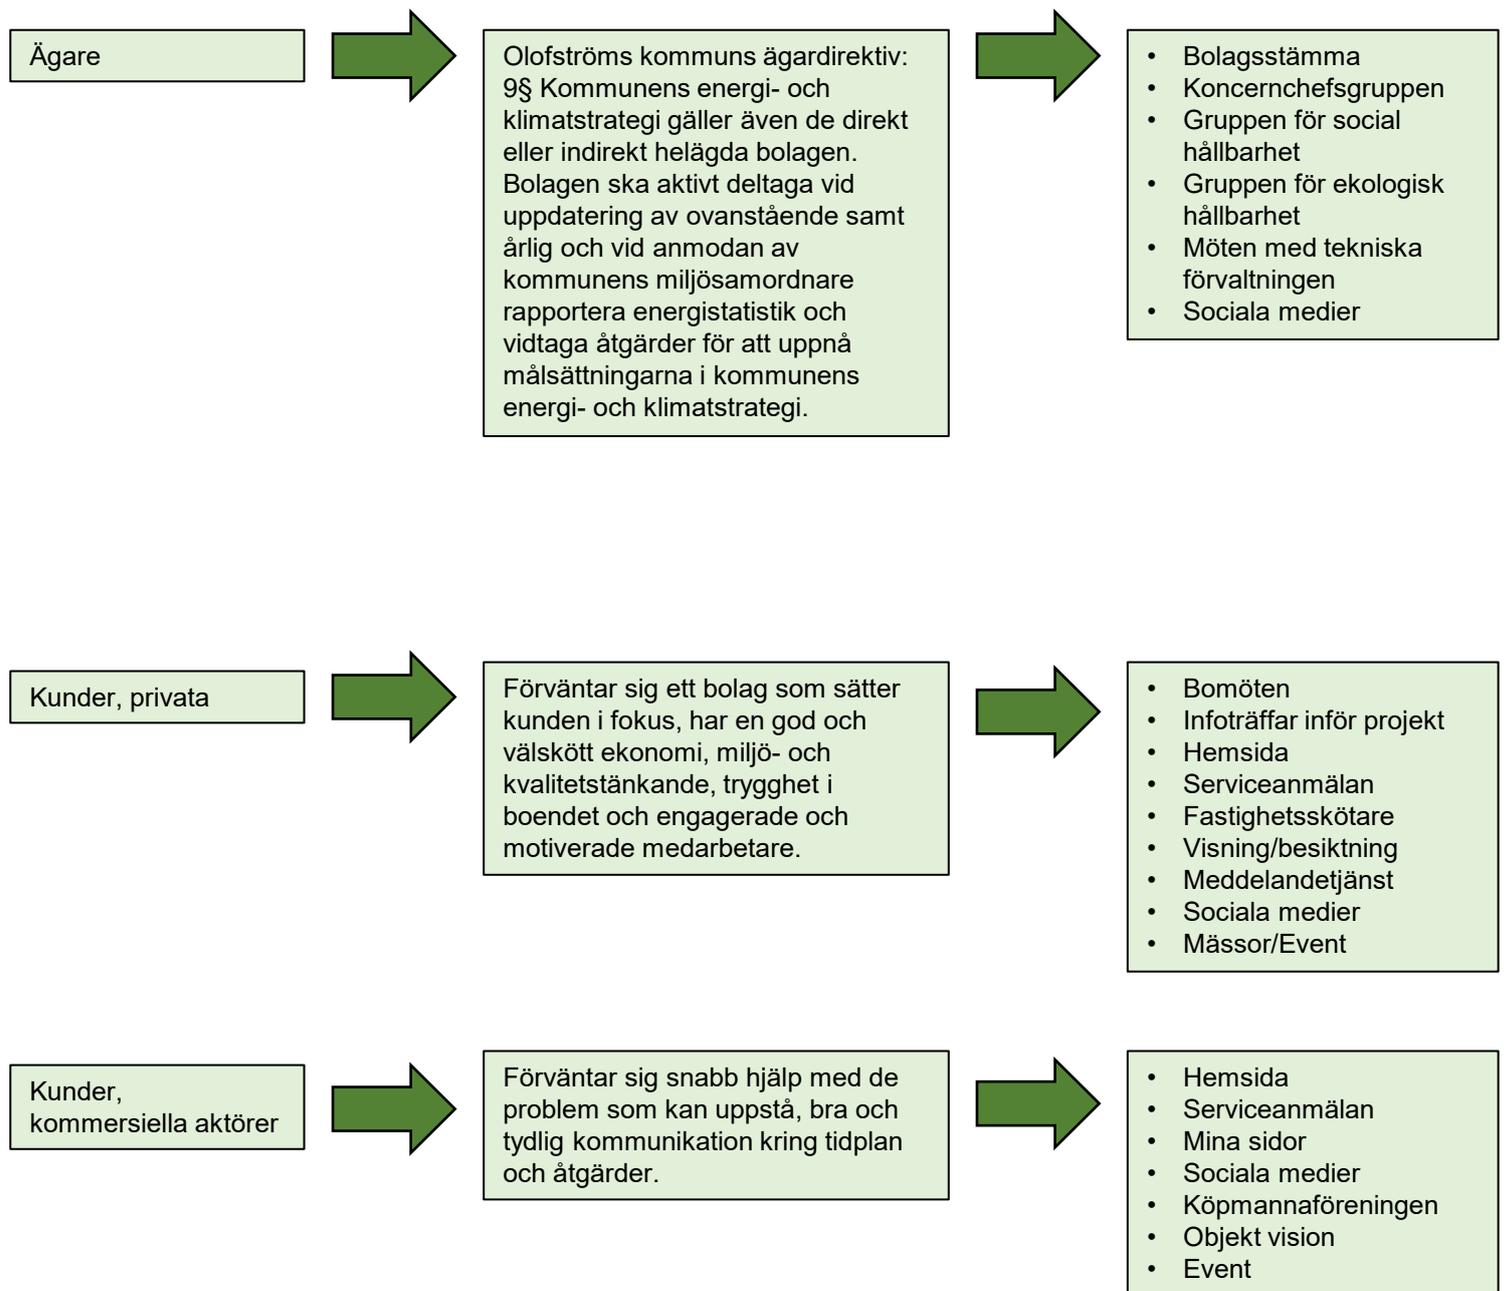 Ägare
Olofströms kommuns ägardirektiv:
9§ Kommunens energi- och
klimatstrategi gäller även de direkt
eller indirekt helägda bolagen.
Bolagen ska aktivt deltaga vid
uppdatering av ovanstående samt
årlig och vid anmodan av
kommunens miljösamordnare
rapportera energistatistik och
vidtaga åtgärder för att uppnå
målsättningarna i kommunens
energi- och klimatstrategi.
• Bolagsstämma
• Koncernchefsgruppen
• Gruppen för social
hållbarhet
• Gruppen för ekologisk
hållbarhet
• Möten med tekniska
förvaltningen
• Sociala medier
Kunder, privata
Förväntar sig ett bolag som sätter
kunden i fokus, har en god och
välskött ekonomi, miljö- och
kvalitetstänkande, trygghet i
boendet och engagerade och
motiverade medarbetare.
• Bomöten
• Infoträffar inför projekt
• Hemsida
• Serviceanmälan
• Fastighetsskötare
• Visning/besiktning
• Meddelandetjänst
• Sociala medier
• Mässor/Event
Kunder,
kommersiella aktörer
Förväntar sig snabb hjälp med de
problem som kan uppstå, bra och
tydlig kommunikation kring tidplan
och åtgärder.
• Hemsida
• Serviceanmälan
• Mina sidor
• Sociala medier
• Köpmannaföreningen
• Objekt vision
• Event